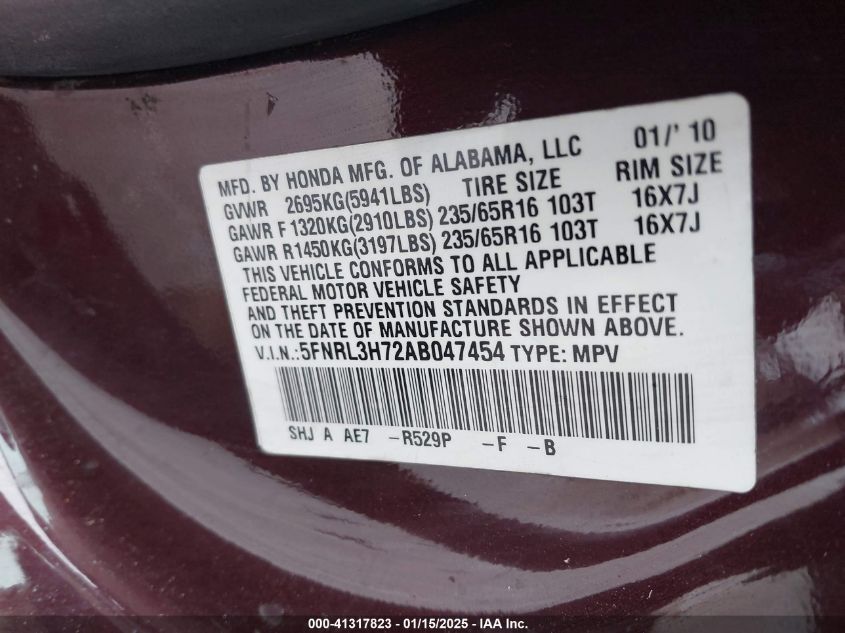 MFD. BY HONDA MFG. OF ALABAMA, LLC 01/' 10
GVWR 2695KG(5941LBS) TIRE SIZE RIM SIZE
GAWR F 1320KG(2910LBS) 235/65R16 103T 16X7J
GAWR R1450KG(3197LBS) 235/65R16 103T 16X7J
THIS VEHICLE CONFORMS TO ALL APPLICABLE
FEDERAL MOTOR VEHICLE SAFETY
AND THEFT PREVENTION STANDARDS IN EFFECT
ON THE DATE OF MANUFACTURE SHOWN ABOVE.
V.I.N.: 5FNRL3H72AB047454 TYPE: MPV
SHJ A AE7 -R529P -F -B
000-41317823 - 01/15/2025 - IAA Inc.